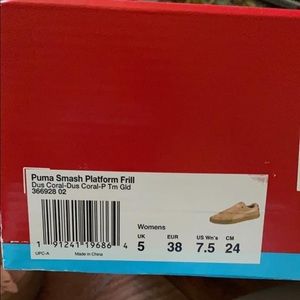 Puma Smash Platform Frill
Dus Coral-Dus Coral-P Tm Gld
366928 02
Womens
UK EUR US Wn's CM
5 38 7.5 24
1 91241 19686 4
UPC-A Made in China